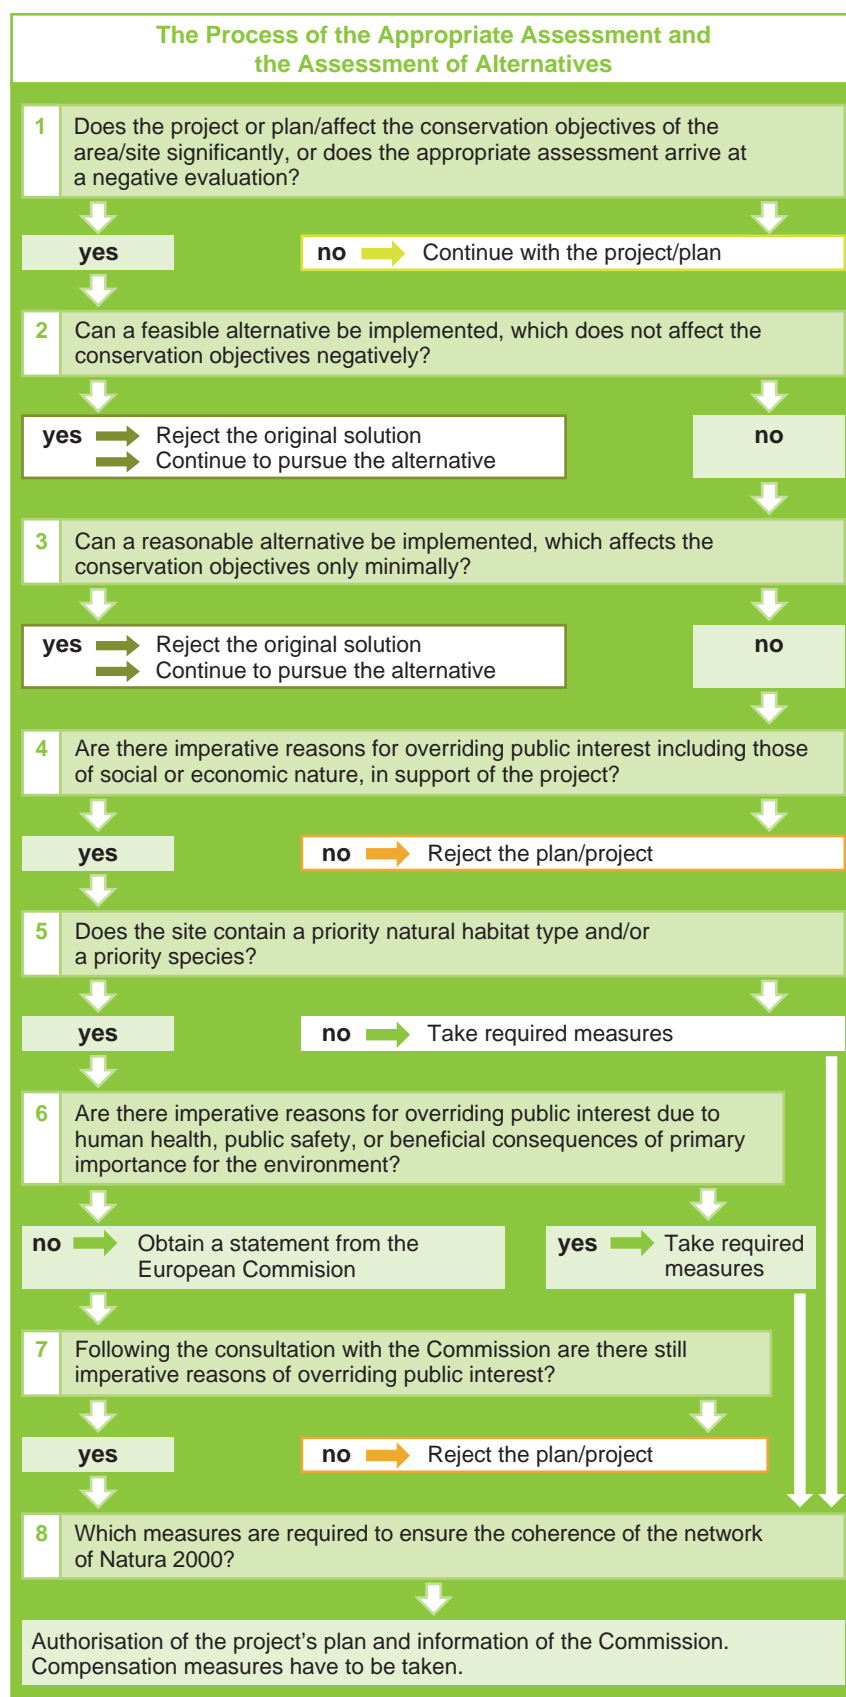 The Process of the Appropriate Assessment and
the Assessment of Alternatives
1 Does the project or plan/affect the conservation objectives of the
area/site significantly, or does the appropriate assessment arrive at
a negative evaluation?
yes
no Continue with the project/plan
2 Can a feasible alternative be implemented, which does not affect the
conservation objectives negatively?
yes Reject the original solution
Continue to pursue the alternative
no
3 Can a reasonable alternative be implemented, which affects the
conservation objectives only minimally?
yes Reject the original solution
Continue to pursue the alternative
no
4 Are there imperative reasons for overriding public interest including those
of social or economic nature, in support of the project?
yes
no Reject the plan/project
5 Does the site contain a priority natural habitat type and/or
a priority species?
yes
no Take required measures
6 Are there imperative reasons for overriding public interest due to
human health, public safety, or beneficial consequences of primary
importance for the environment?
no Obtain a statement from the
European Commision
yes Take required
measures
7 Following the consultation with the Commission are there still
imperative reasons of overriding public interest?
yes
no Reject the plan/project
8 Which measures are required to ensure the coherence of the network
of Natura 2000?
Authorisation of the project's plan and information of the Commission.
Compensation measures have to be taken.